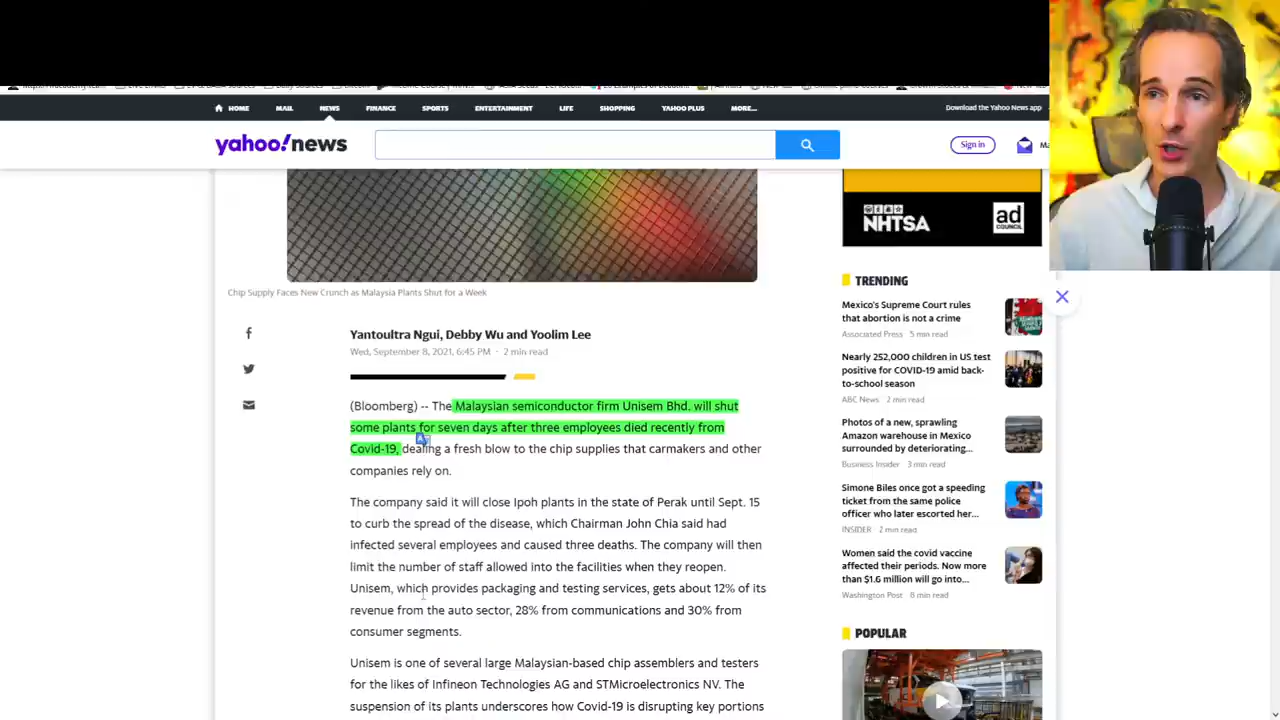 HOME MAIL NEWS FINANCE SPORTS ENTERTAINMENT LIFE SHOPPING YAHOO PLUS MORE... Download the Yahoo News app
yahoo!news
Sign in
NHTSA
ad
COUNCIL
Chip Supply Faces New Crunch as Malaysia Plants Shut for a Week
Yantoultra Ngui, Debby Wu and Yoolim Lee
Wed, September 8, 2021, 6:45 PM · 2 min read
(Bloomberg) -- The Malaysian semiconductor firm Unisem Bhd. will shut
some plants for seven days after three employees died recently from
Covid-19, dealing a fresh blow to the chip supplies that carmakers and other
companies rely on.
The company said it will close Ipoh plants in the state of Perak until Sept. 15
to curb the spread of the disease, which Chairman John Chia said had
infected several employees and caused three deaths. The company will then
limit the number of staff allowed into the facilities when they reopen.
Unisem, which provides packaging and testing services, gets about 12% of its
revenue from the auto sector, 28% from communications and 30% from
consumer segments.
Unisem is one of several large Malaysian-based chip assemblers and testers
for the likes of Infineon Technologies AG and STMicroelectronics NV. The
suspension of its plants underscores how Covid-19 is disrupting key portions
TRENDING
Mexico's Supreme Court rules
that abortion is not a crime
Associated Press · 5 min read
Nearly 252,000 children in US test
positive for COVID-19 amid back-
to-school season
ABC News · 2 min read
Photos of a new, sprawling
Amazon warehouse in Mexico
surrounded by deteriorating...
Business Insider · 3 min read
Simone Biles once got a speeding
ticket from the same police
officer who later escorted her...
INSIDER · 2 min read
Women said the covid vaccine
affected their periods. Now more
than $1.6 million will go into...
Washington Post · 8 min read
POPULAR